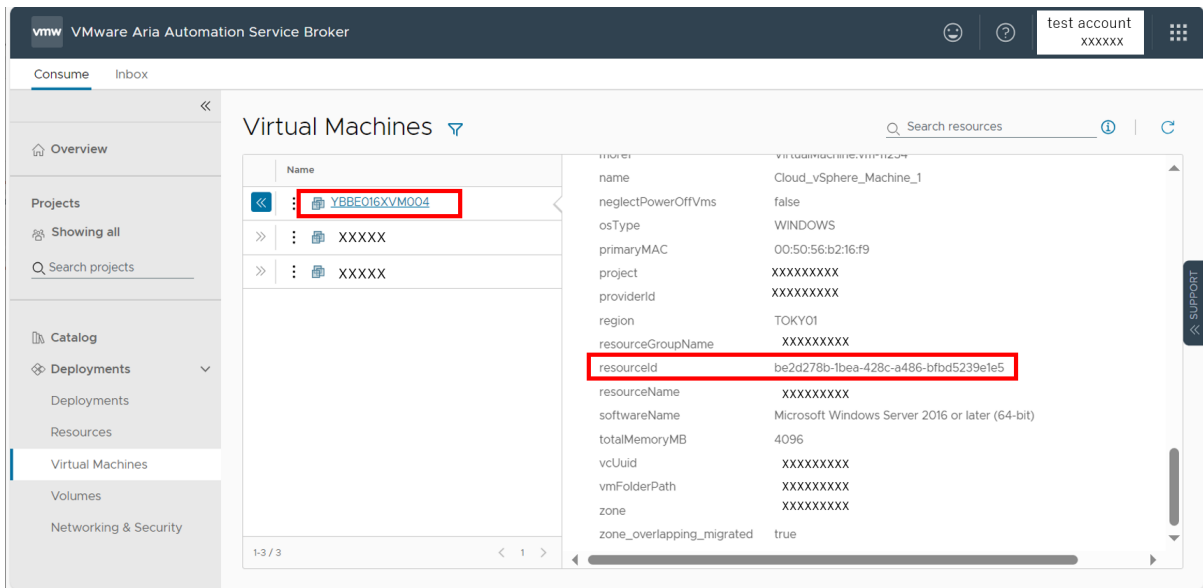 vmw VMware Aria Automation Service Broker
test account
xxxxxx
Consume Inbox
Overview
Projects
Showing all
Search projects
Catalog
Deployments
Deployments
Resources
Virtual Machines
Volumes
Networking & Security
Virtual Machines
Search resources
Name
YBBE016XVM004
XXXXX
XXXXX
1-3 / 3
1
moref VirtualMachine:vm-11254
name Cloud_vSphere_Machine_1
neglectPowerOffVms false
osType WINDOWS
primaryMAC 00:50:56:b2:16:f9
project XXXXXXXXX
providerId XXXXXXXXX
region TOKY01
resourceGroupName XXXXXXXXX
resourceId be2d278b-1bea-428c-a486-bfbd5239e1e5
resourceName XXXXXXXXX
softwareName Microsoft Windows Server 2016 or later (64-bit)
totalMemoryMB 4096
vcUuid XXXXXXXXX
vmFolderPath XXXXXXXXX
zone XXXXXXXXX
zone_overlapping_migrated true
SUPPORT